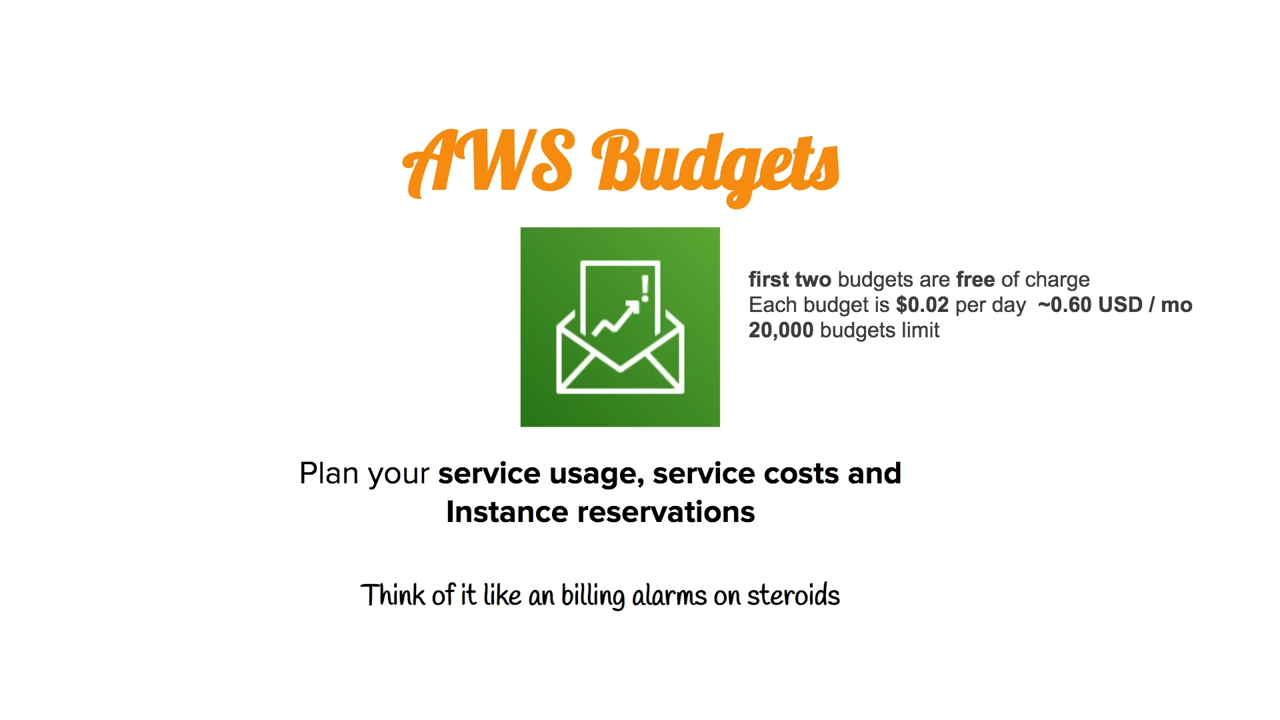 AWS Budgets
first two budgets are free of charge
Each budget is $0.02 per day ~0.60 USD / mo
20,000 budgets limit
Plan your service usage, service costs and
Instance reservations
Think of it like an billing alarms on steroids